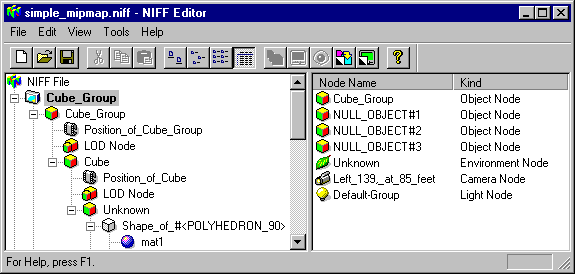 simple_mipmap.niff - NIFF Editor
File Edit View Tools Help
NIFF File
Cube_Group
Cube_Group
Position_of_Cube_Group
LOD Node
Cube
Position_of_Cube
LOD Node
Unknown
Shape_of_#<POLYHEDRON_90>
mat1
Node Name Kind
Cube_Group Object Node
NULL_OBJECT#1 Object Node
NULL_OBJECT#2 Object Node
NULL_OBJECT#3 Object Node
Unknown Environment Node
Left_139,_at_85_feet Camera Node
Default-Group Light Node
For Help, press F1.